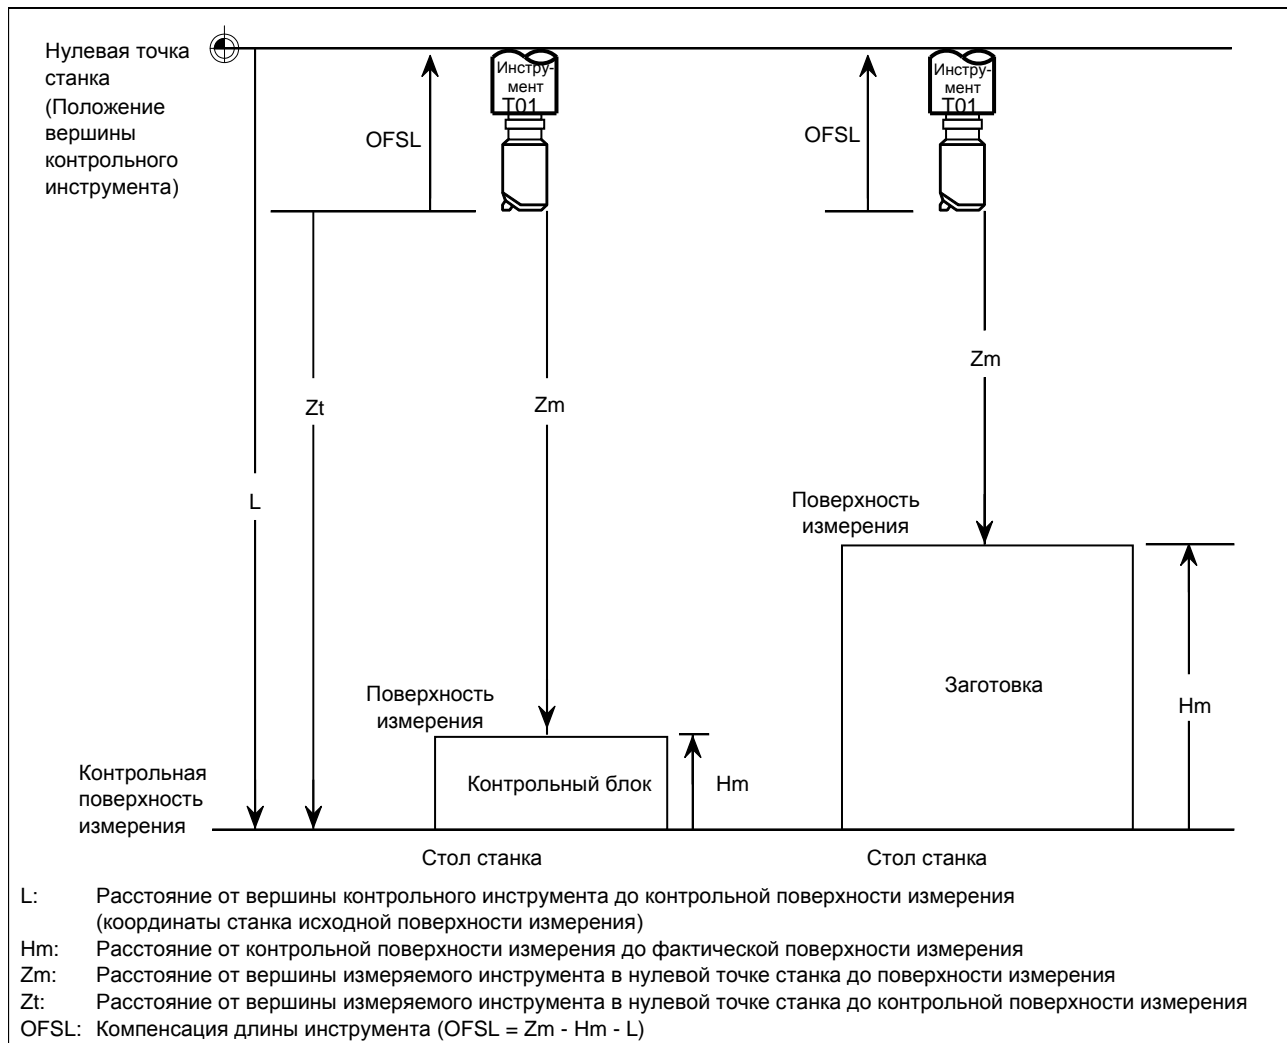 Нулевая точка
станка
(Положение
вершины
контрольного
инструмента)
Инстру-
мент
T01
OFSL
Инстру-
мент
T01
OFSL
Zt
Zm
Zm
L
Поверхность
измерения
Заготовка
Hm
Поверхность
измерения
Контрольный блок
Hm
Контрольная
поверхность
измерения
Стол станка
Стол станка
L: Расстояние от вершины контрольного инструмента до контрольной поверхности измерения
(координаты станка исходной поверхности измерения)
Hm: Расстояние от контрольной поверхности измерения до фактической поверхности измерения
Zm: Расстояние от вершины измеряемого инструмента в нулевой точке станка до поверхности измерения
Zt: Расстояние от вершины измеряемого инструмента в нулевой точке станка до контрольной поверхности измерения
OFSL: Компенсация длины инструмента (OFSL = Zm - Hm - L)